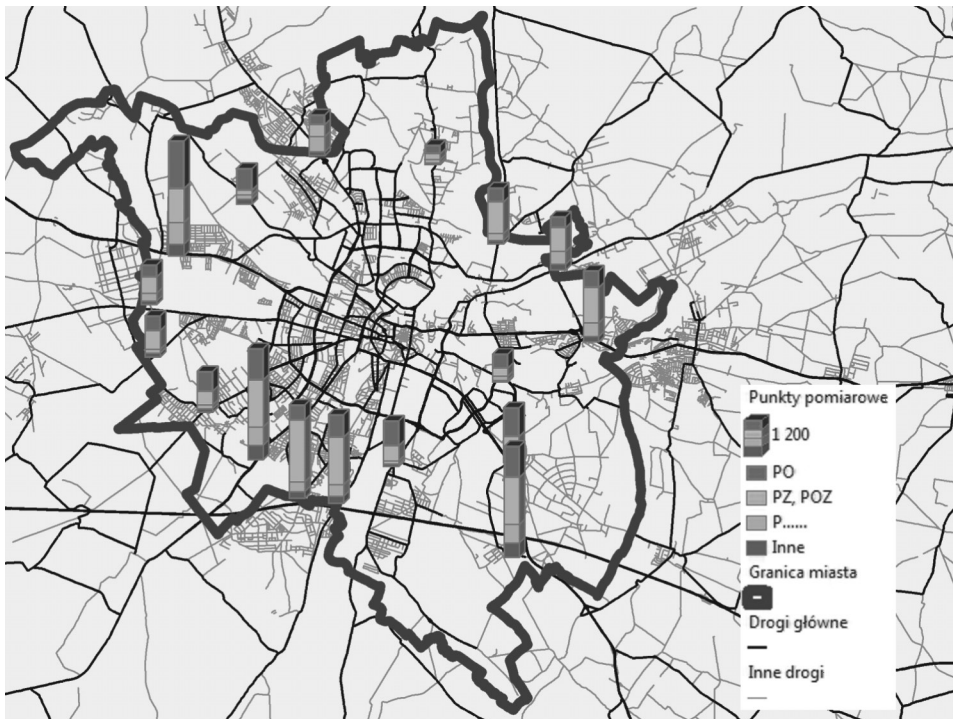 Punkty pomiarowe
1 200
PO
PZ, POZ
P......
Inne
Granica miasta
Drogi główne
Inne drogi